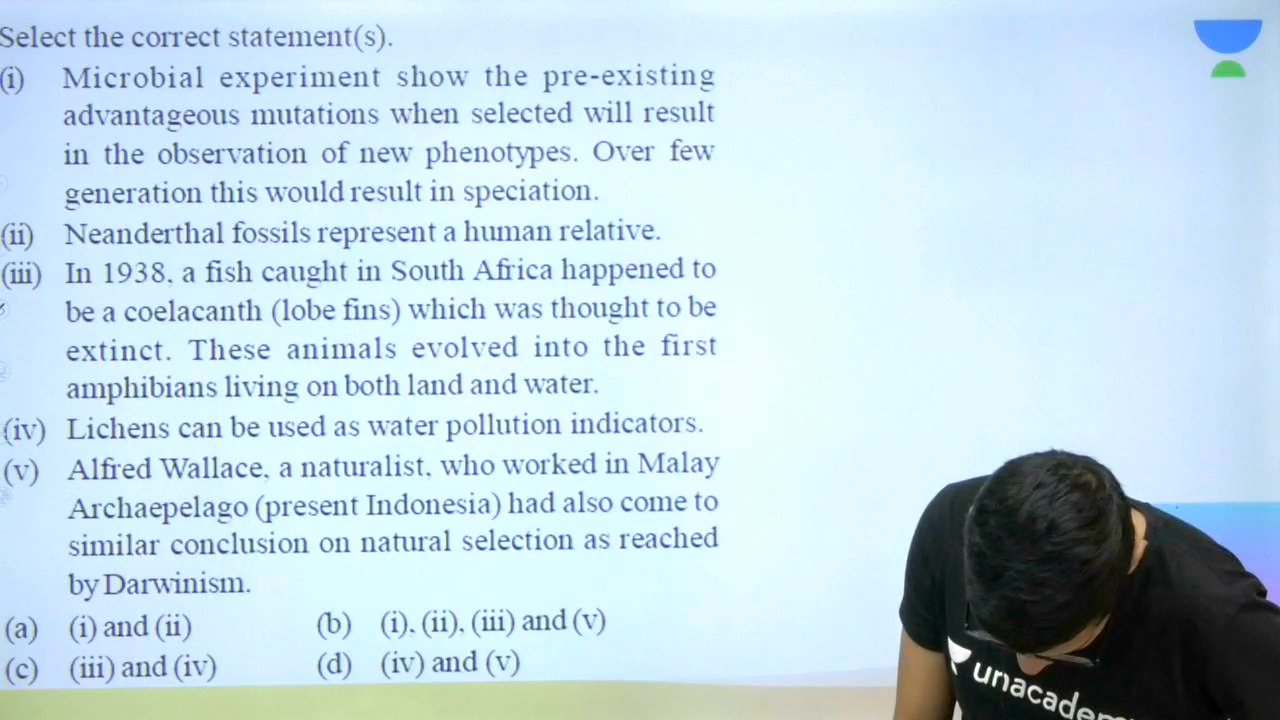 Select the correct statement(s).
(i) Microbial experiment show the pre-existing
advantageous mutations when selected will result
in the observation of new phenotypes. Over few
generation this would result in speciation.
(ii) Neanderthal fossils represent a human relative.
(iii) In 1938, a fish caught in South Africa happened to
be a coelacanth (lobe fins) which was thought to be
extinct. These animals evolved into the first
amphibians living on both land and water.
(iv) Lichens can be used as water pollution indicators.
(v) Alfred Wallace, a naturalist, who worked in Malay
Archaepelago (present Indonesia) had also come to
similar conclusion on natural selection as reached
by Darwinism.
(a) (i) and (ii) (b) (i), (ii), (iii) and (v)
(c) (iii) and (iv) (d) (iv) and (v)
unacadem